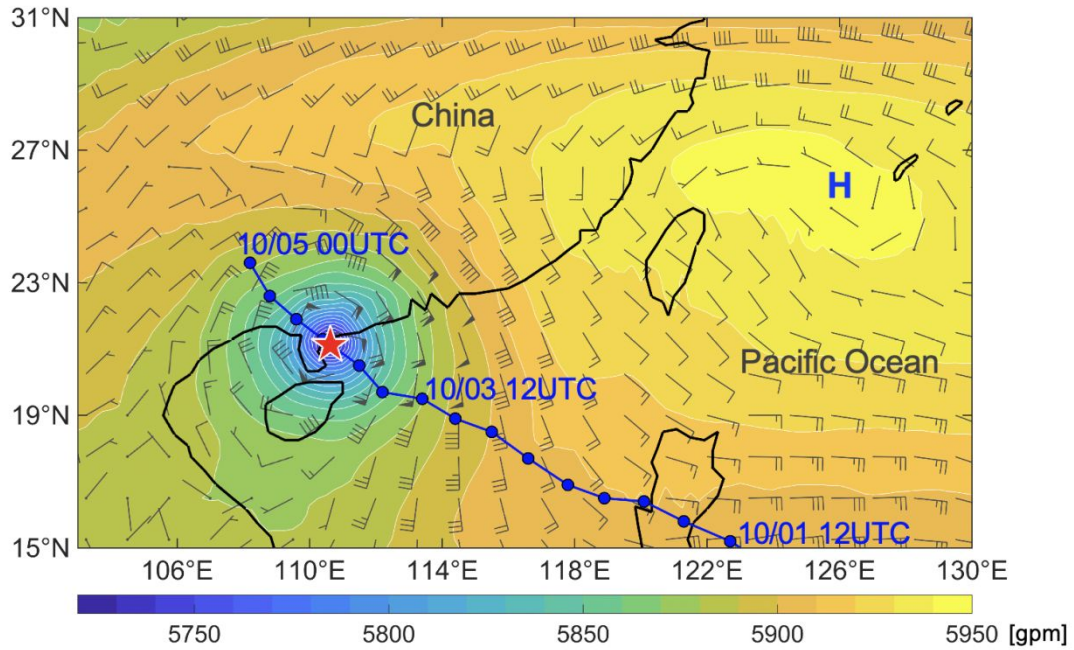 31°N
China
27°N
H
10/05 00UTC
23°N
Pacific Ocean
10/03 12UTC
19°N
10/01 12UTC
15°N
106°E 110°E 114°E 118°E 122°E 126°E 130°E
5750 5800 5850 5900 5950 [gpm]